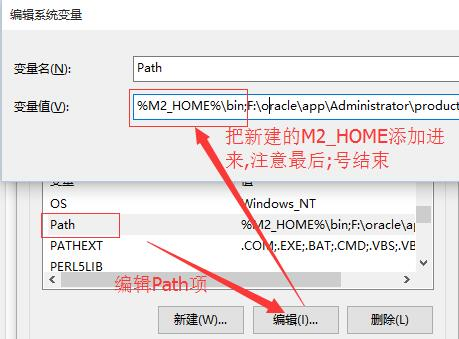 编辑系统变量
变量名(N):
Path
变量值(V):
%M2_HOME%\bin;F:\oracle\app\Administrator\product
把新建的M2_HOME添加进
来,注意最后;号结束
变量
值
OS
Windows_NT
Path
%M2_HOME%\bin;F:\oracle\ap
PATHEXT
.COM;.EXE;.BAT;.CMD;.VBS;.VB
PERL5LIB
编辑Path项
新建(W)...
编辑(I)...
删除(L)